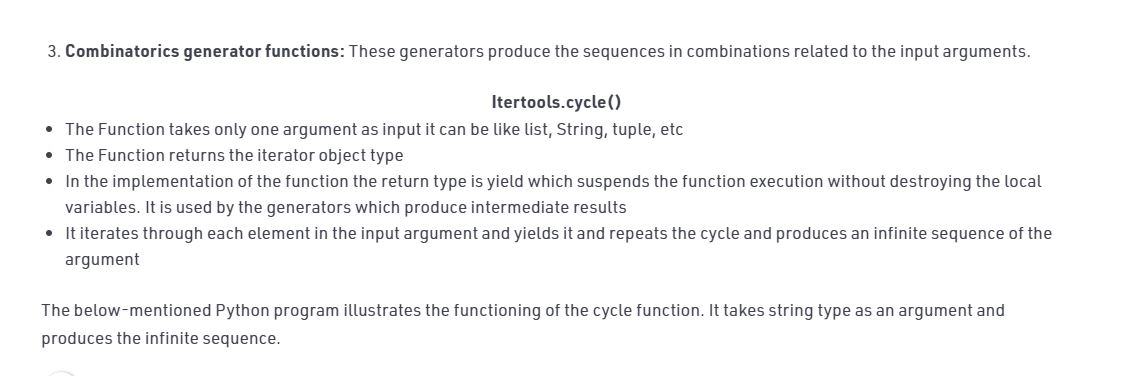 3. Combinatorics generator functions: These generators produce the sequences in combinations related to the input arguments.
Itertools.cycle()
• The Function takes only one argument as input it can be like list, String, tuple, etc
• The Function returns the iterator object type
• In the implementation of the function the return type is yield which suspends the function execution without destroying the local
variables. It is used by the generators which produce intermediate results
• It iterates through each element in the input argument and yields it and repeats the cycle and produces an infinite sequence of the
argument
The below-mentioned Python program illustrates the functioning of the cycle function. It takes string type as an argument and
produces the infinite sequence.